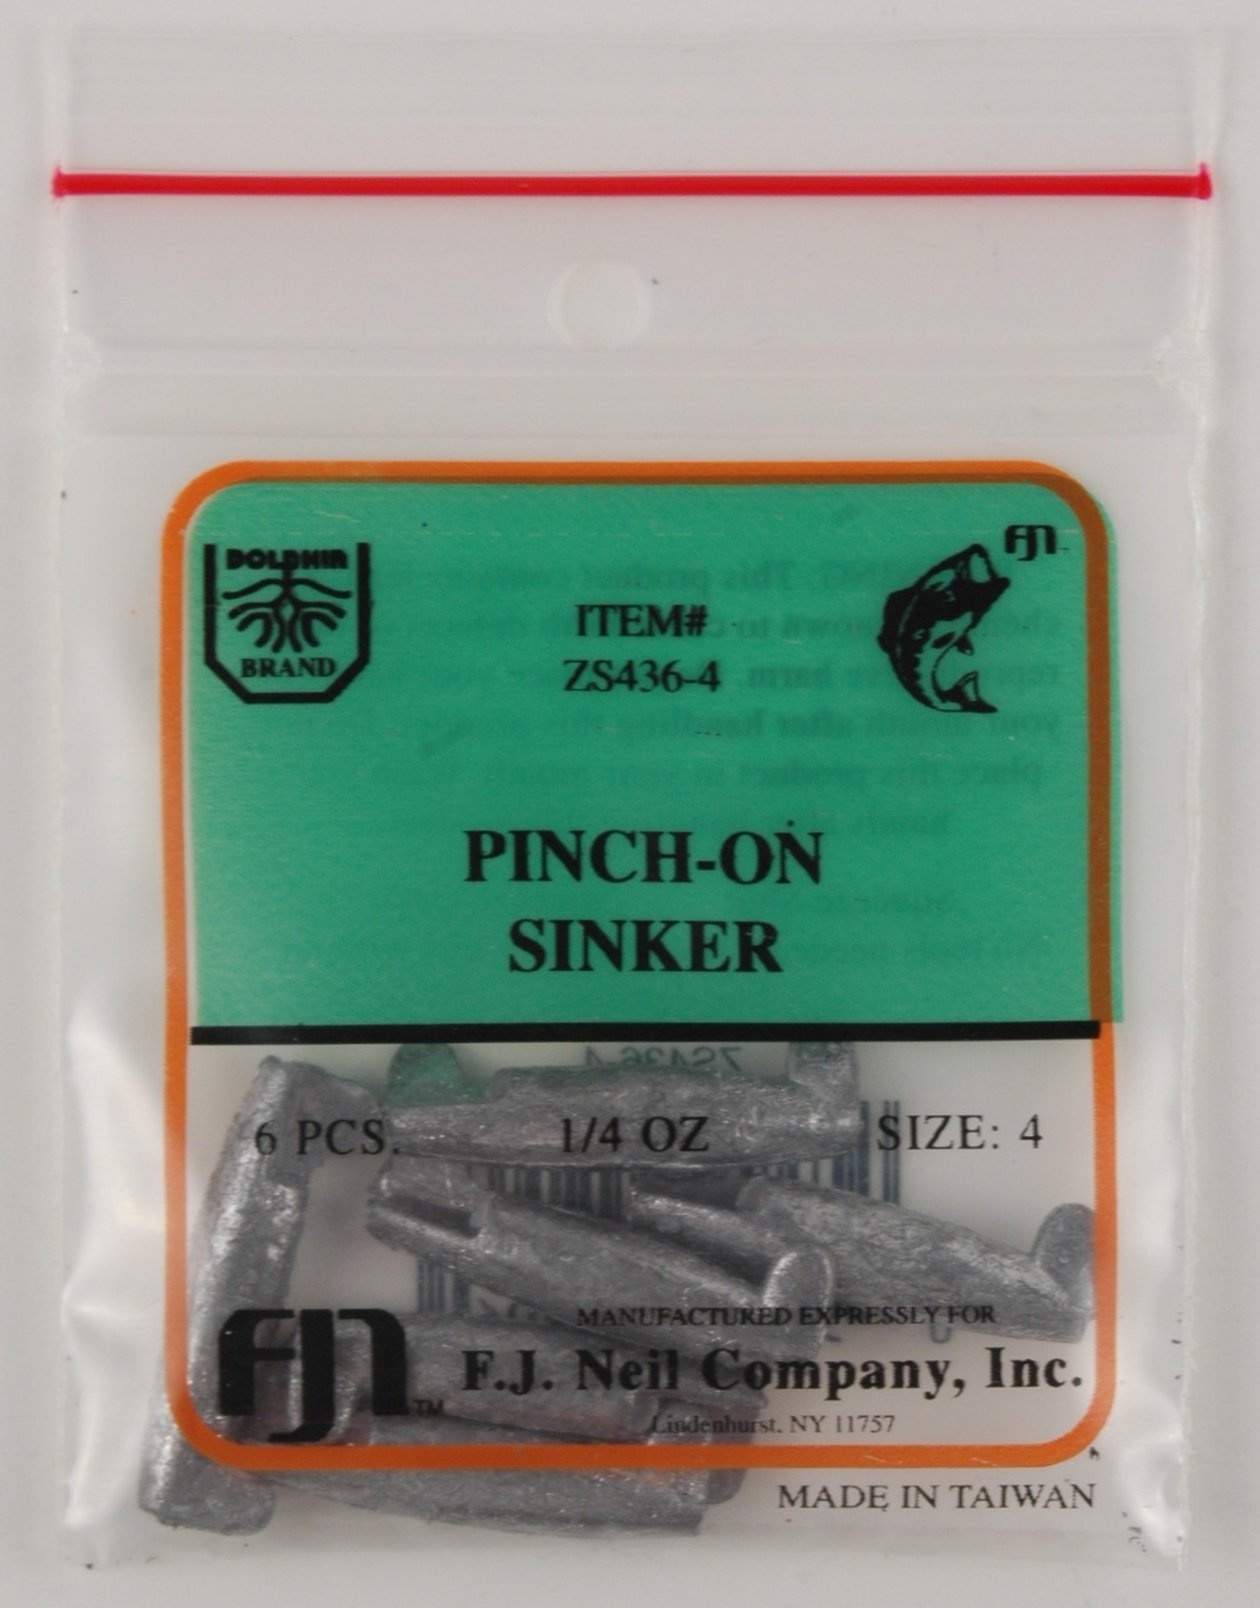 DOLPHIN
BRAND
FJN
ITEM#
ZS436-4
PINCH-ON
SINKER
6 PCS. 1/4 OZ SIZE: 4
MANUFACTURED EXPRESSLY FOR
FJN™ F.J. Neil Company, Inc.
Lindenhurst, NY 11757
MADE IN TAIWAN